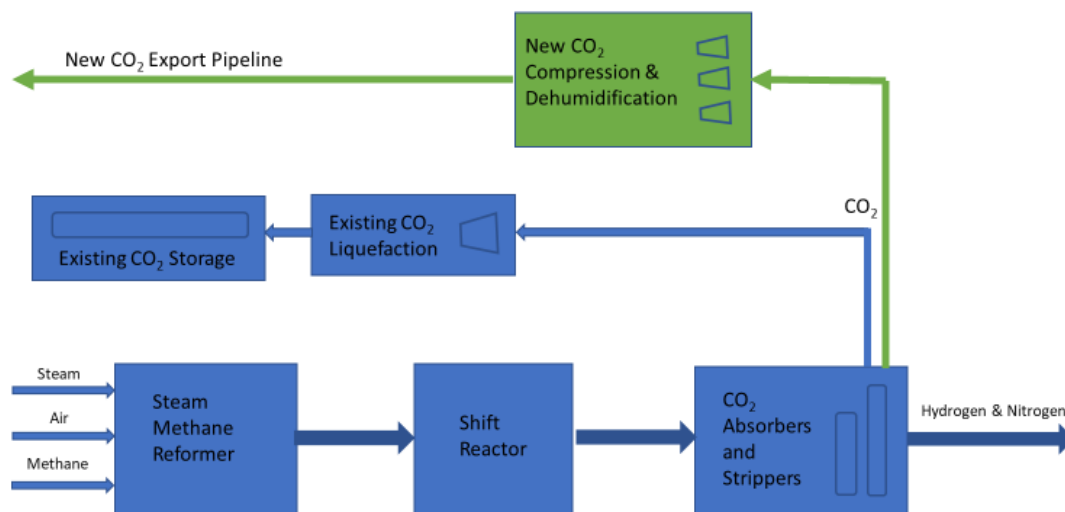 New CO₂ Export Pipeline
New CO₂
Compression &
Dehumidification
CO₂
Existing CO₂ Storage
Existing CO₂
Liquefaction
Steam
Air
Methane
Steam
Methane
Reformer
Shift
Reactor
CO₂
Absorbers
and
Strippers
Hydrogen & Nitrogen